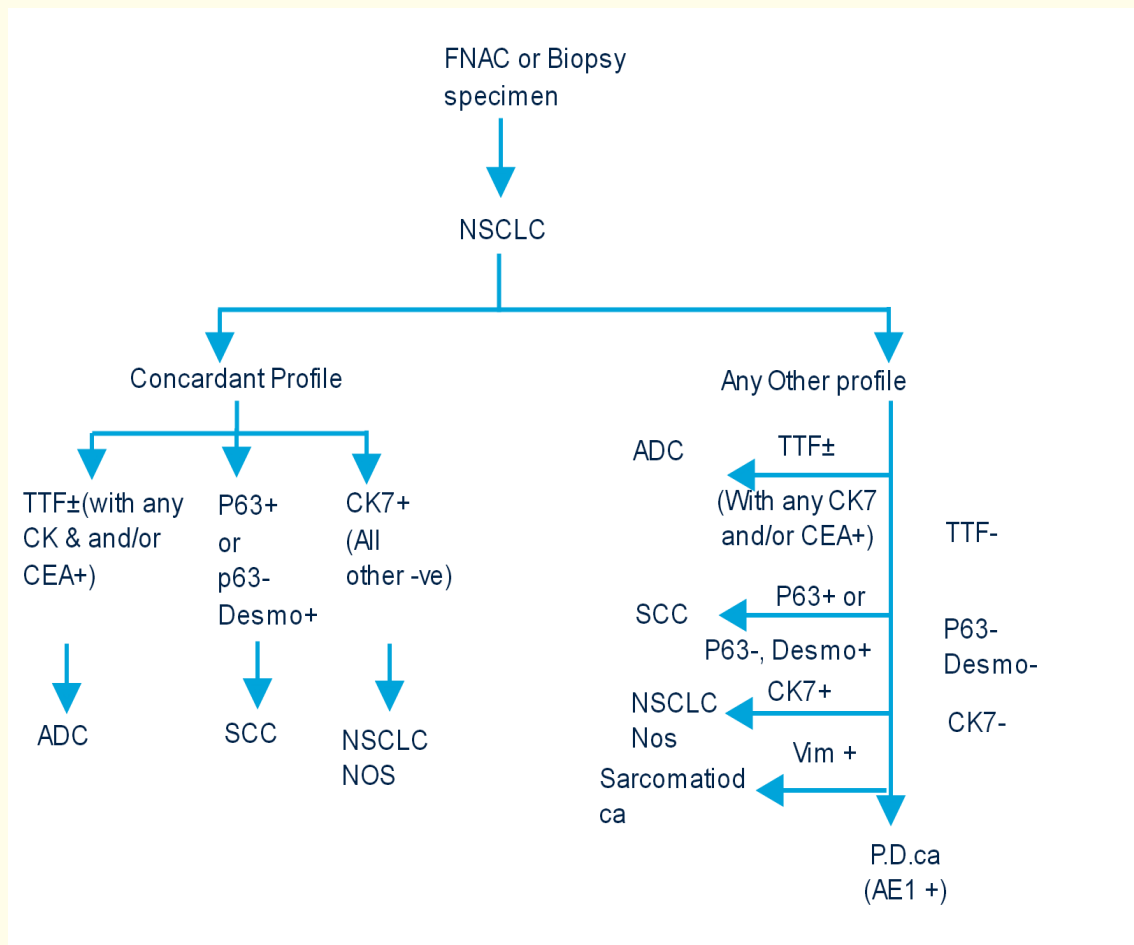 FNAC or Biopsy
specimen
NSCLC
Concardant Profile
Any Other profile
TTF±(with any
CK & and/or
CEA+)
P63+
or
p63-
Desmo+
CK7+
(All
other -ve)
ADC
SCC
NSCLC
NOS
ADC
TTF±
(With any CK7
and/or CEA+)
TTF-
SCC
P63+ or
P63-, Desmo+
P63-
Desmo-
NSCLC
Nos
CK7+
CK7-
Sarcomatiod
ca
Vim +
P.D.ca
(AE1 +)